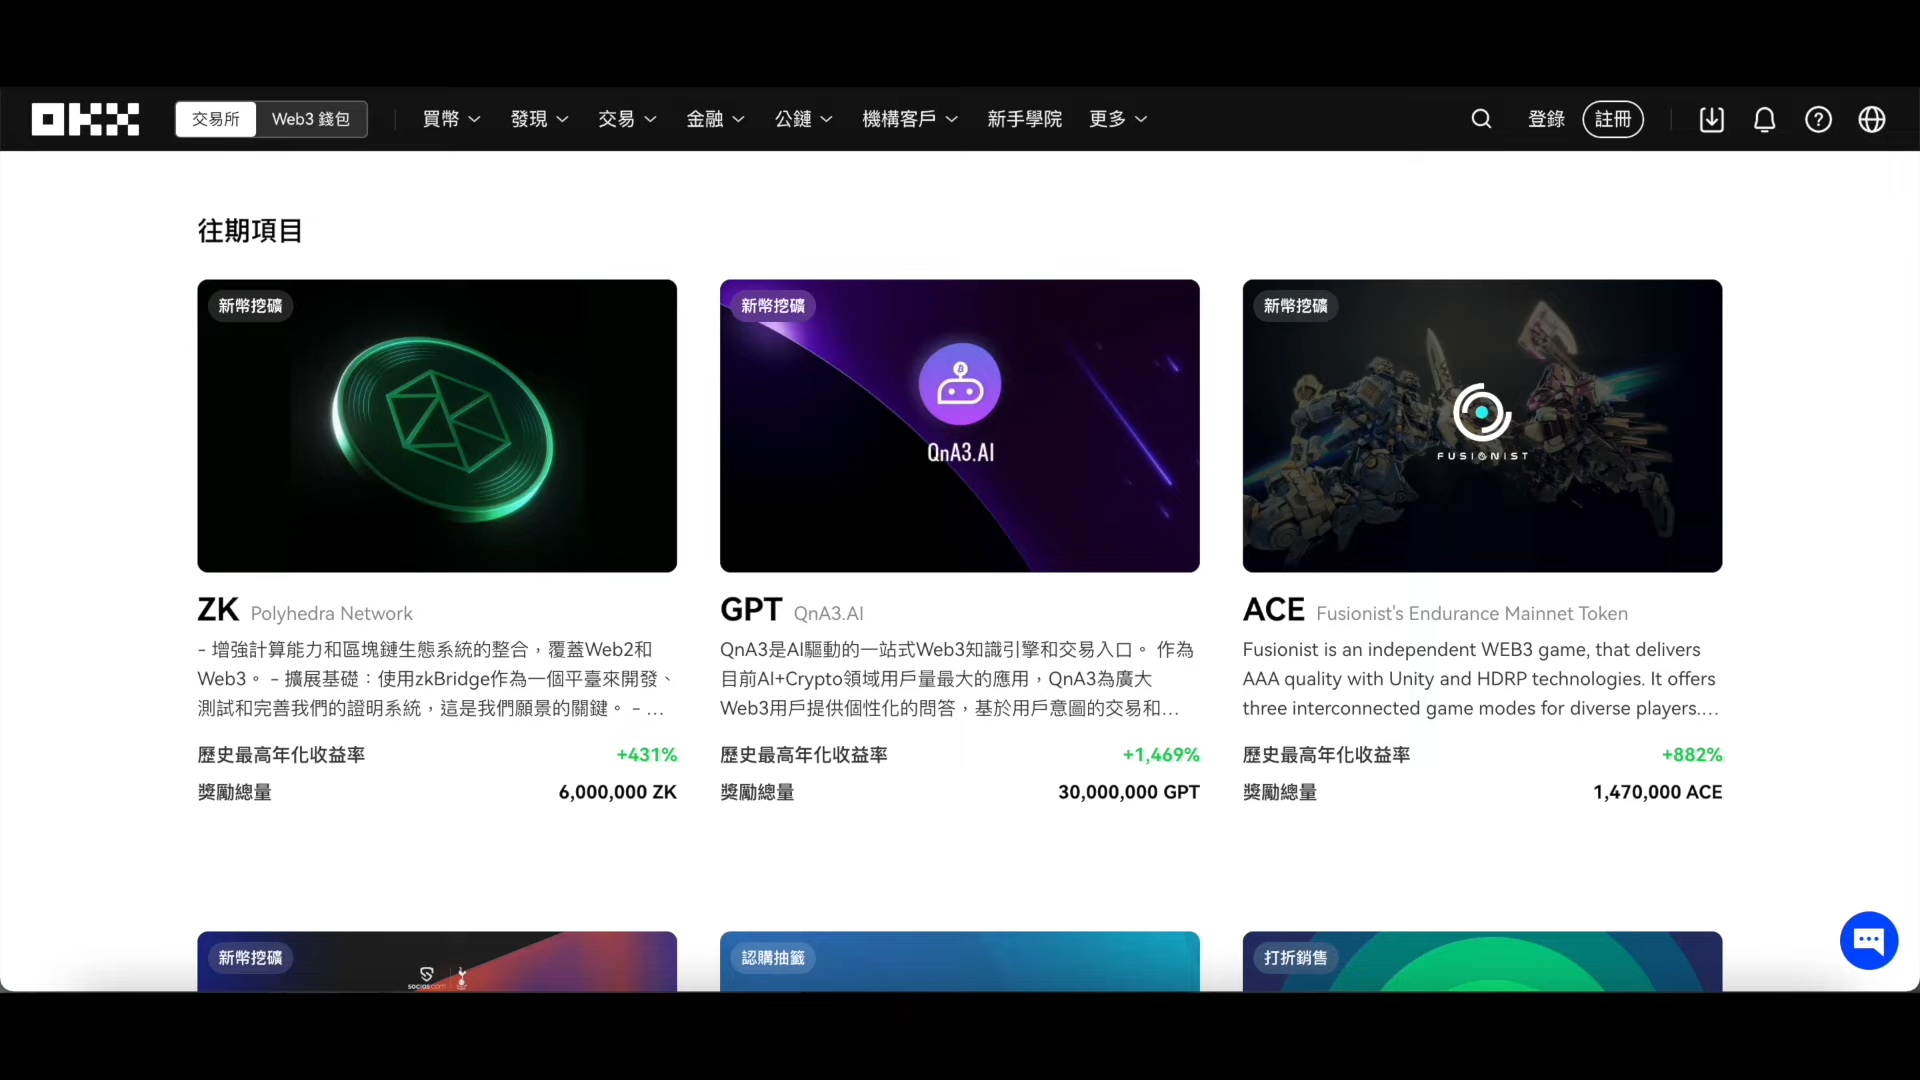 OKX 交易所 Web3 錢包 買幣 發現 交易 金融 公鏈 機構客戶 新手學院 更多 登錄 註冊
往期項目
新幣挖礦
ZK Polyhedra Network
- 增強計算能力和區塊鏈生態系統的整合，覆蓋Web2和
Web3。 - 擴展基礎：使用zkBridge作為一個平臺來開發、
測試和完善我們的證明系統，這是我們願景的關鍵。 - …
歷史最高年化收益率 +431%
獎勵總量 6,000,000 ZK
新幣挖礦
QnA3.AI
GPT QnA3.AI
QnA3是AI驅動的一站式Web3知識引擎和交易入口。 作為
目前AI+Crypto領域用戶量最大的應用，QnA3為廣大
Web3用戶提供個性化的問答，基於用戶意圖的交易和…
歷史最高年化收益率 +1,469%
獎勵總量 30,000,000 GPT
新幣挖礦
FUSIONIST
ACE Fusionist's Endurance Mainnet Token
Fusionist is an independent WEB3 game, that delivers
AAA quality with Unity and HDRP technologies. It offers
three interconnected game modes for diverse players.…
歷史最高年化收益率 +882%
獎勵總量 1,470,000 ACE
新幣挖礦
socios.com
認購抽籤
打折銷售